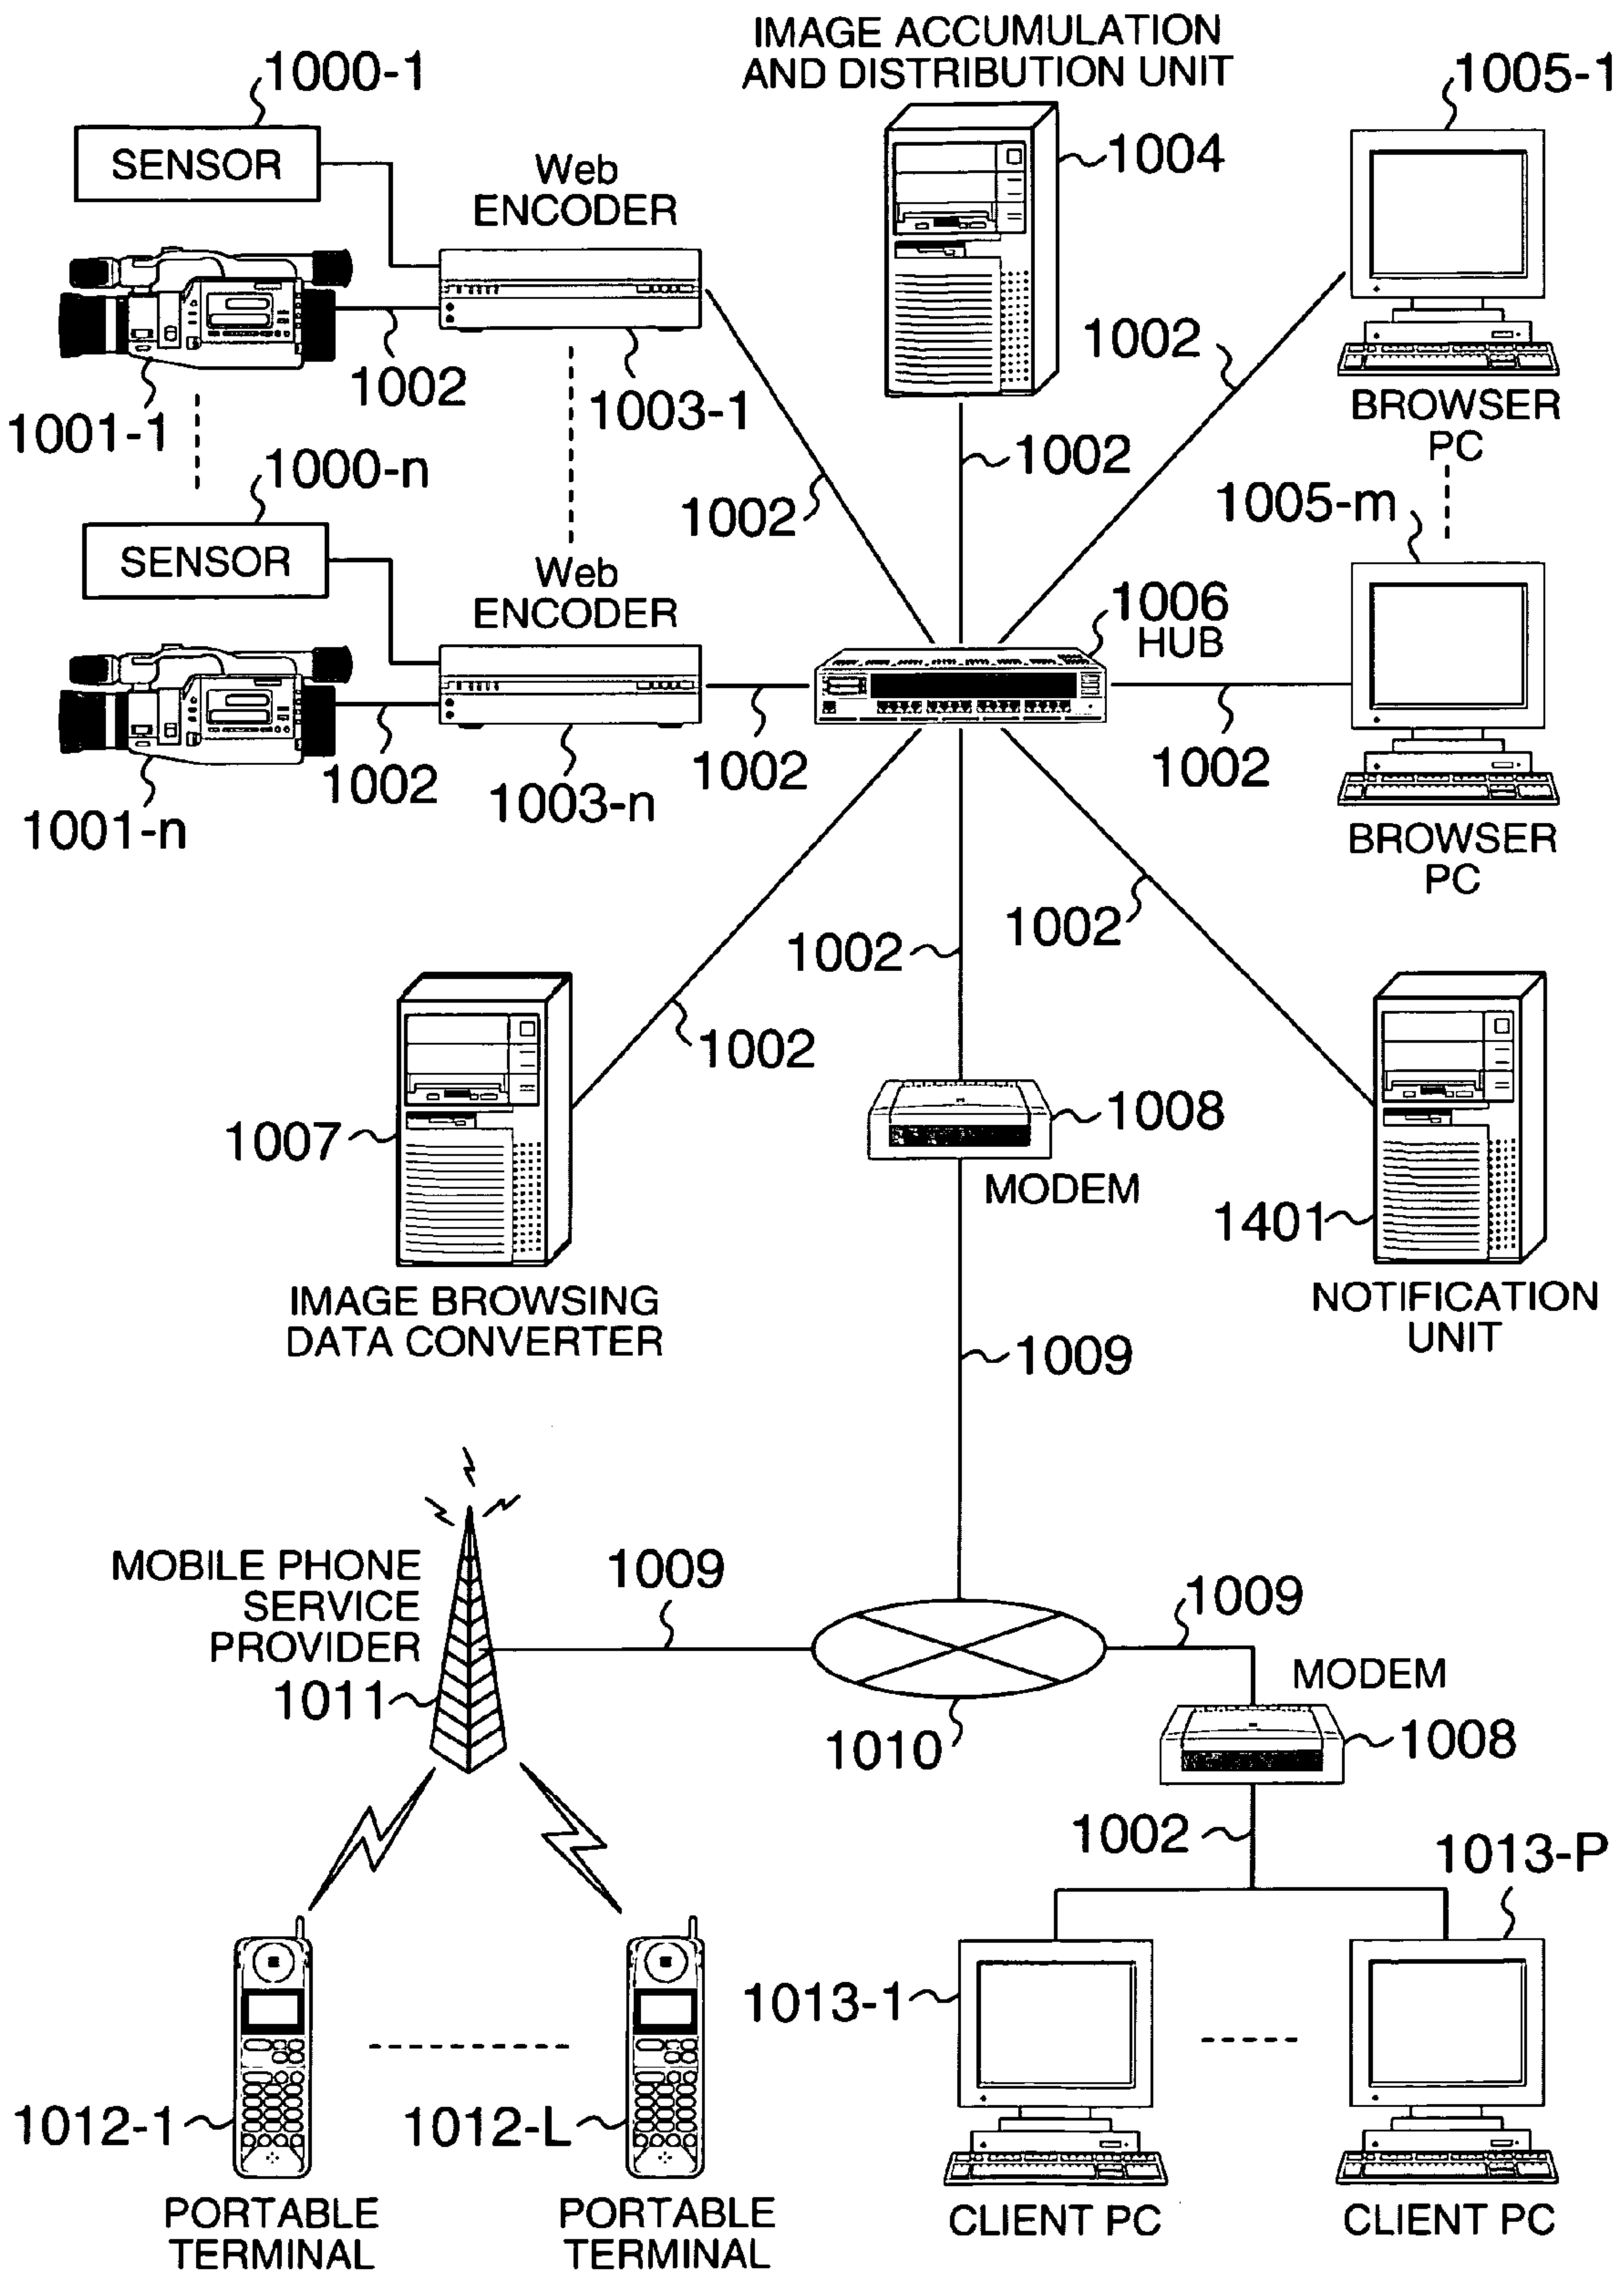 IMAGE ACCUMULATION
AND DISTRIBUTION UNIT
1000-1
1005-1
SENSOR
Web
ENCODER
1004
1002
1001-1
1002
1003-1
BROWSER
PC
1002
1000-n
1002
1005-m
SENSOR
Web
ENCODER
1006
HUB
1002
1002
1002
1001-n
1003-n
BROWSER
PC
1002
1002
1002
1007
1008
MODEM
1401
IMAGE BROWSING
DATA CONVERTER
NOTIFICATION
UNIT
1009
MOBILE PHONE
SERVICE
PROVIDER
1011
1009
1009
MODEM
1010
1008
1002
1013-P
1013-1
1012-1
1012-L
PORTABLE
TERMINAL
PORTABLE
TERMINAL
CLIENT PC
CLIENT PC